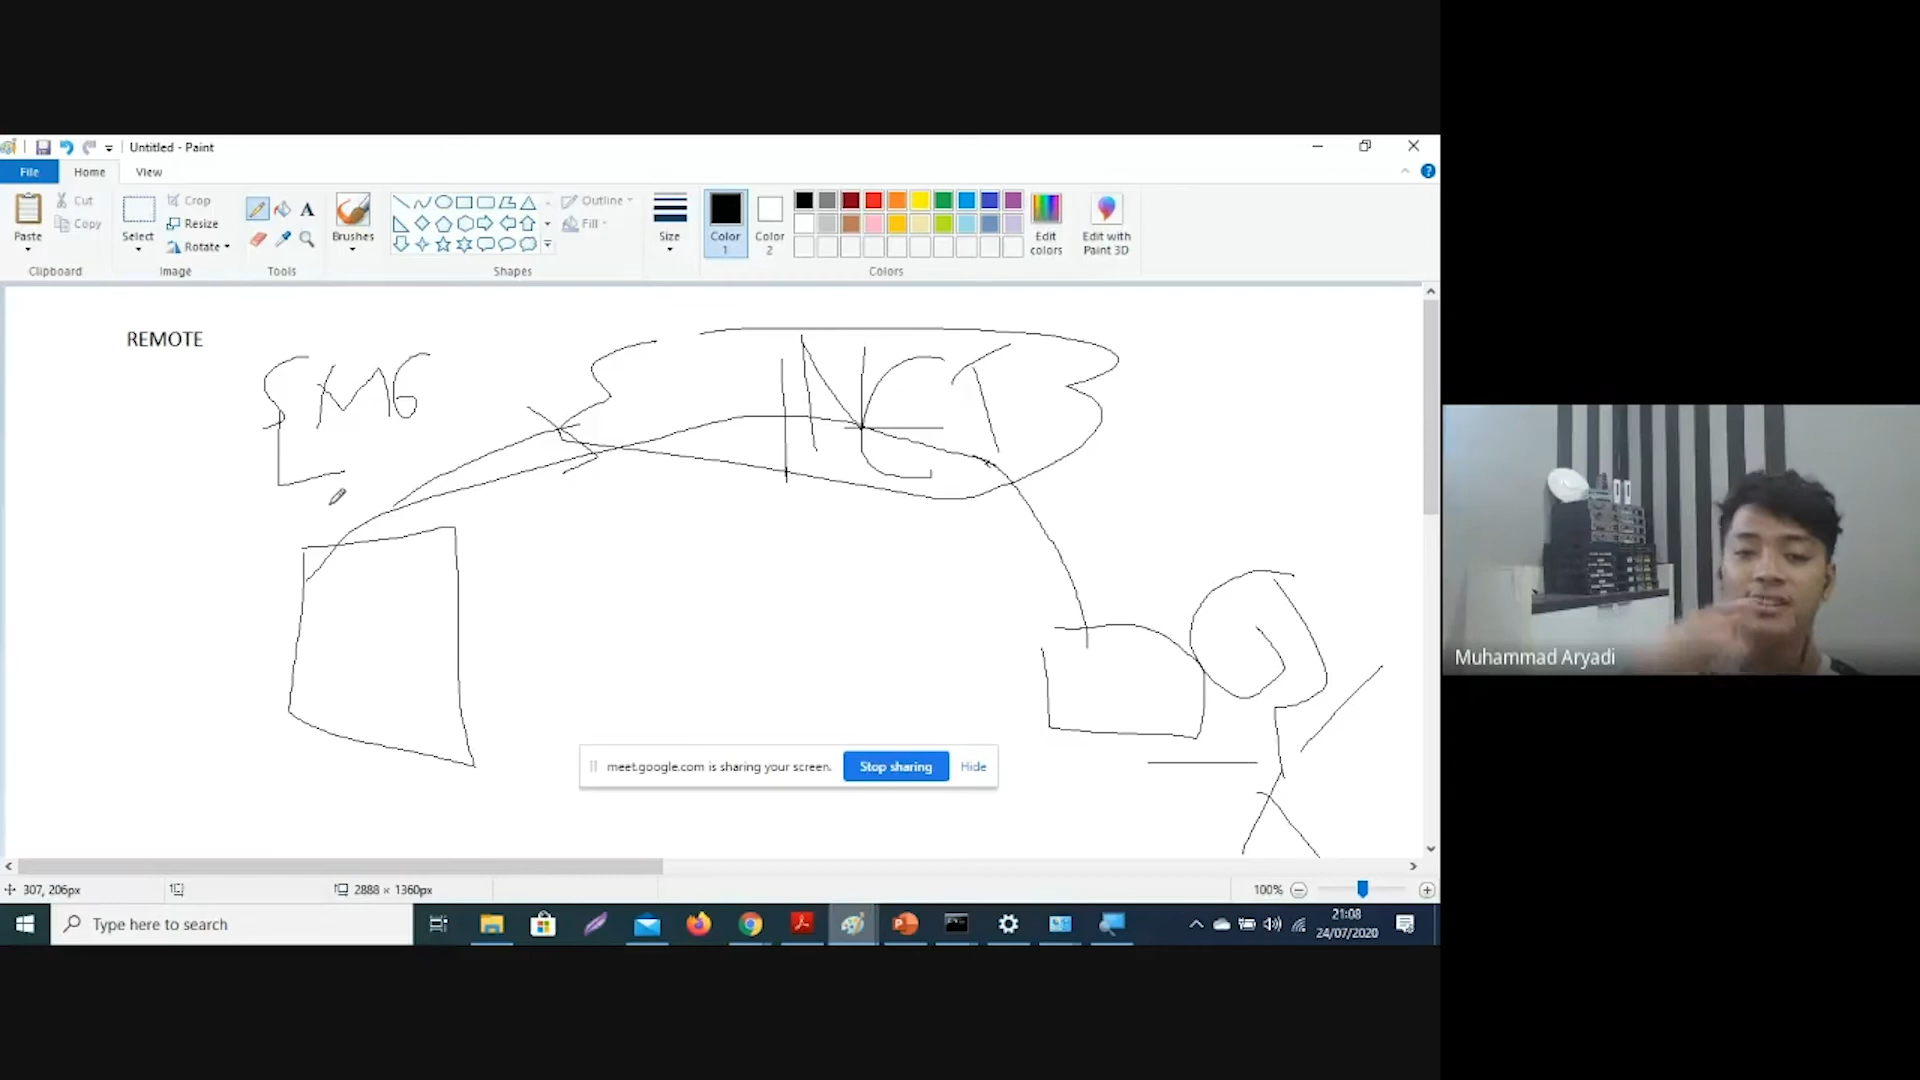 Untitled - Paint
File Home View
Paste
Cut
Copy
Clipboard
Select
Crop
Resize
Rotate
Image
Tools
Brushes
Outline
Fill
Shapes
Size
Color 1
Color 2
Edit colors
Colors
Edit with Paint 3D
REMOTE
meet.google.com is sharing your screen. Stop sharing Hide
307, 206px
2888 × 1360px
100%
Type here to search
21:08
24/07/2020
Muhammad Aryadi